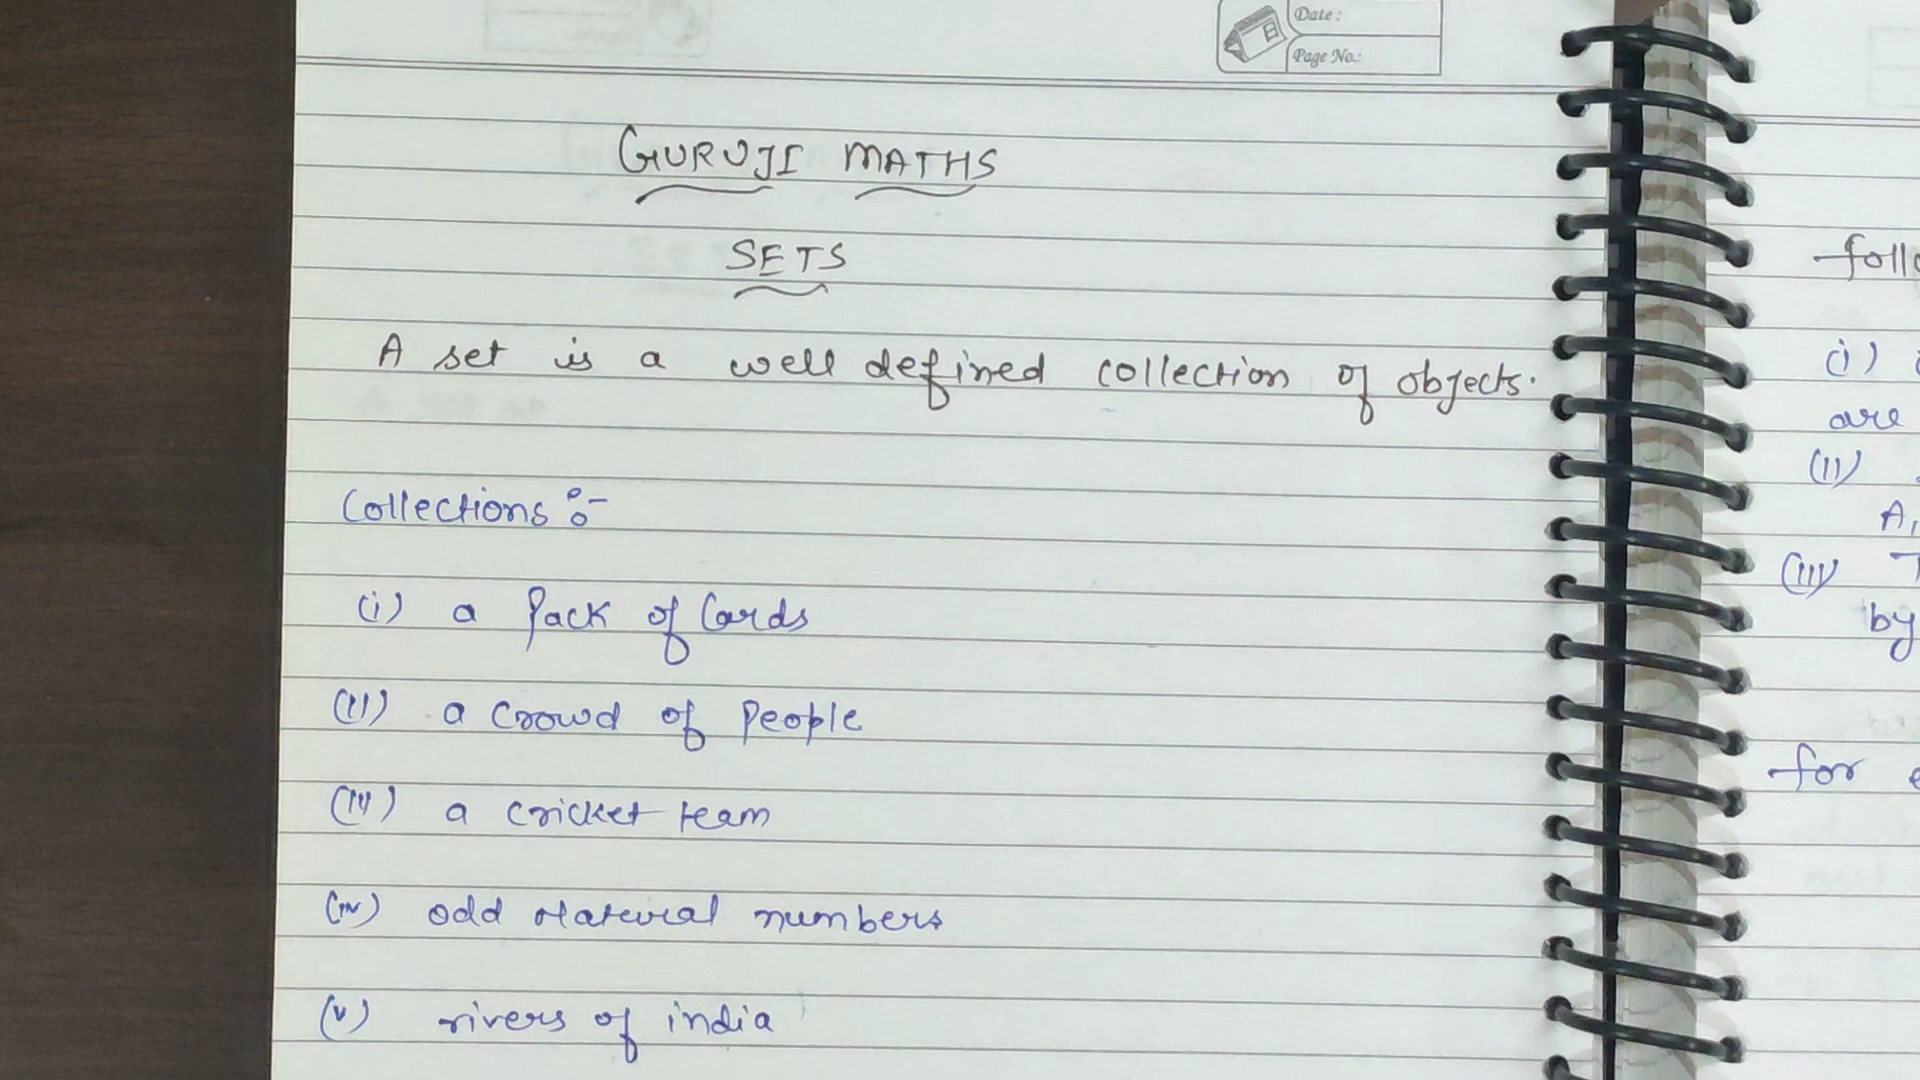 Date :
Page No.:
GURUJI MATHS
SETS
A set is a well defined collection of objects.
Collections :-
(i) a Pack of Cards
(ii) a crowd of People
(iii) a cricket team
(iv) odd natural numbers
(v) rivers of india
(i)
are
(ii)
(iii)
by
for